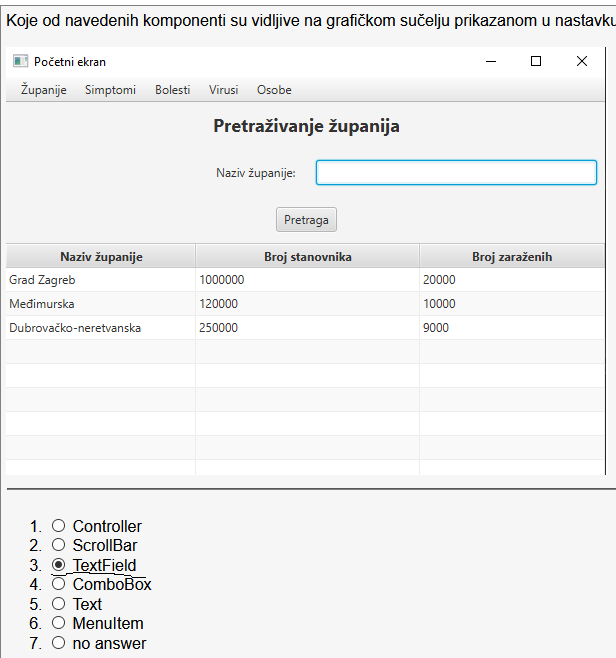 Koje od navedenih komponenti su vidljive na grafičkom sučelju prikazanom u nastavku
Početni ekran
Županije Simptomi Bolesti Virusi Osobe
Pretraživanje županija
Naziv županije:
Pretraga
Naziv županije Broj stanovnika Broj zaraženih
Grad Zagreb 1000000 20000
Međimurska 120000 10000
Dubrovačko-neretvanska 250000 9000
1. Controller
2. ScrollBar
3. TextField
4. ComboBox
5. Text
6. MenuItem
7. no answer